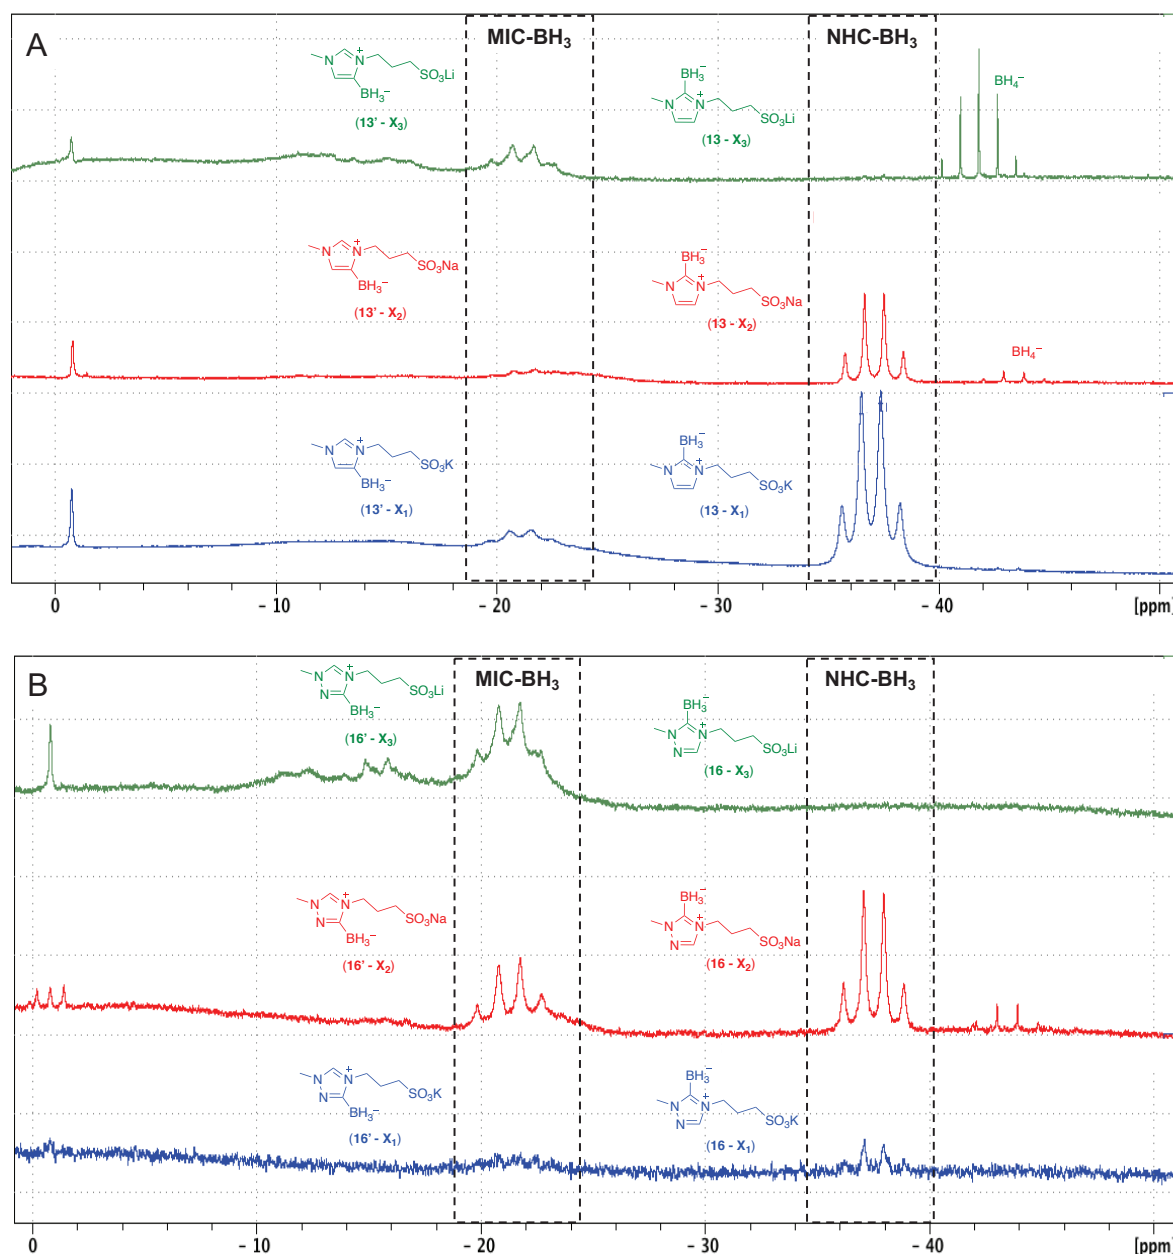 A
MIC-BH3
NHC-BH3
N
+
N
SO3Li
BH3−
(13' - X3)
BH3−
N
+
N
SO3Li
(13 - X3)
BH4−
N
+
N
SO3Na
BH3−
(13' - X2)
BH3−
N
+
N
SO3Na
(13 - X2)
BH4−
N
+
N
SO3K
BH3−
(13' - X1)
BH3−
N
+
N
SO3K
(13 - X1)
0 - 10 - 20 - 30 - 40 [ppm]
B
MIC-BH3
NHC-BH3
N
+
N
N
SO3Li
BH3−
(16' - X3)
BH3−
N
+
N
N
SO3Li
(16 - X3)
N
+
N
N
SO3Na
BH3−
(16' - X2)
BH3−
N
+
N
N
SO3Na
(16 - X2)
N
+
N
N
SO3K
BH3−
(16' - X1)
BH3−
N
+
N
N
SO3K
(16 - X1)
0 - 10 - 20 - 30 - 40 [ppm]